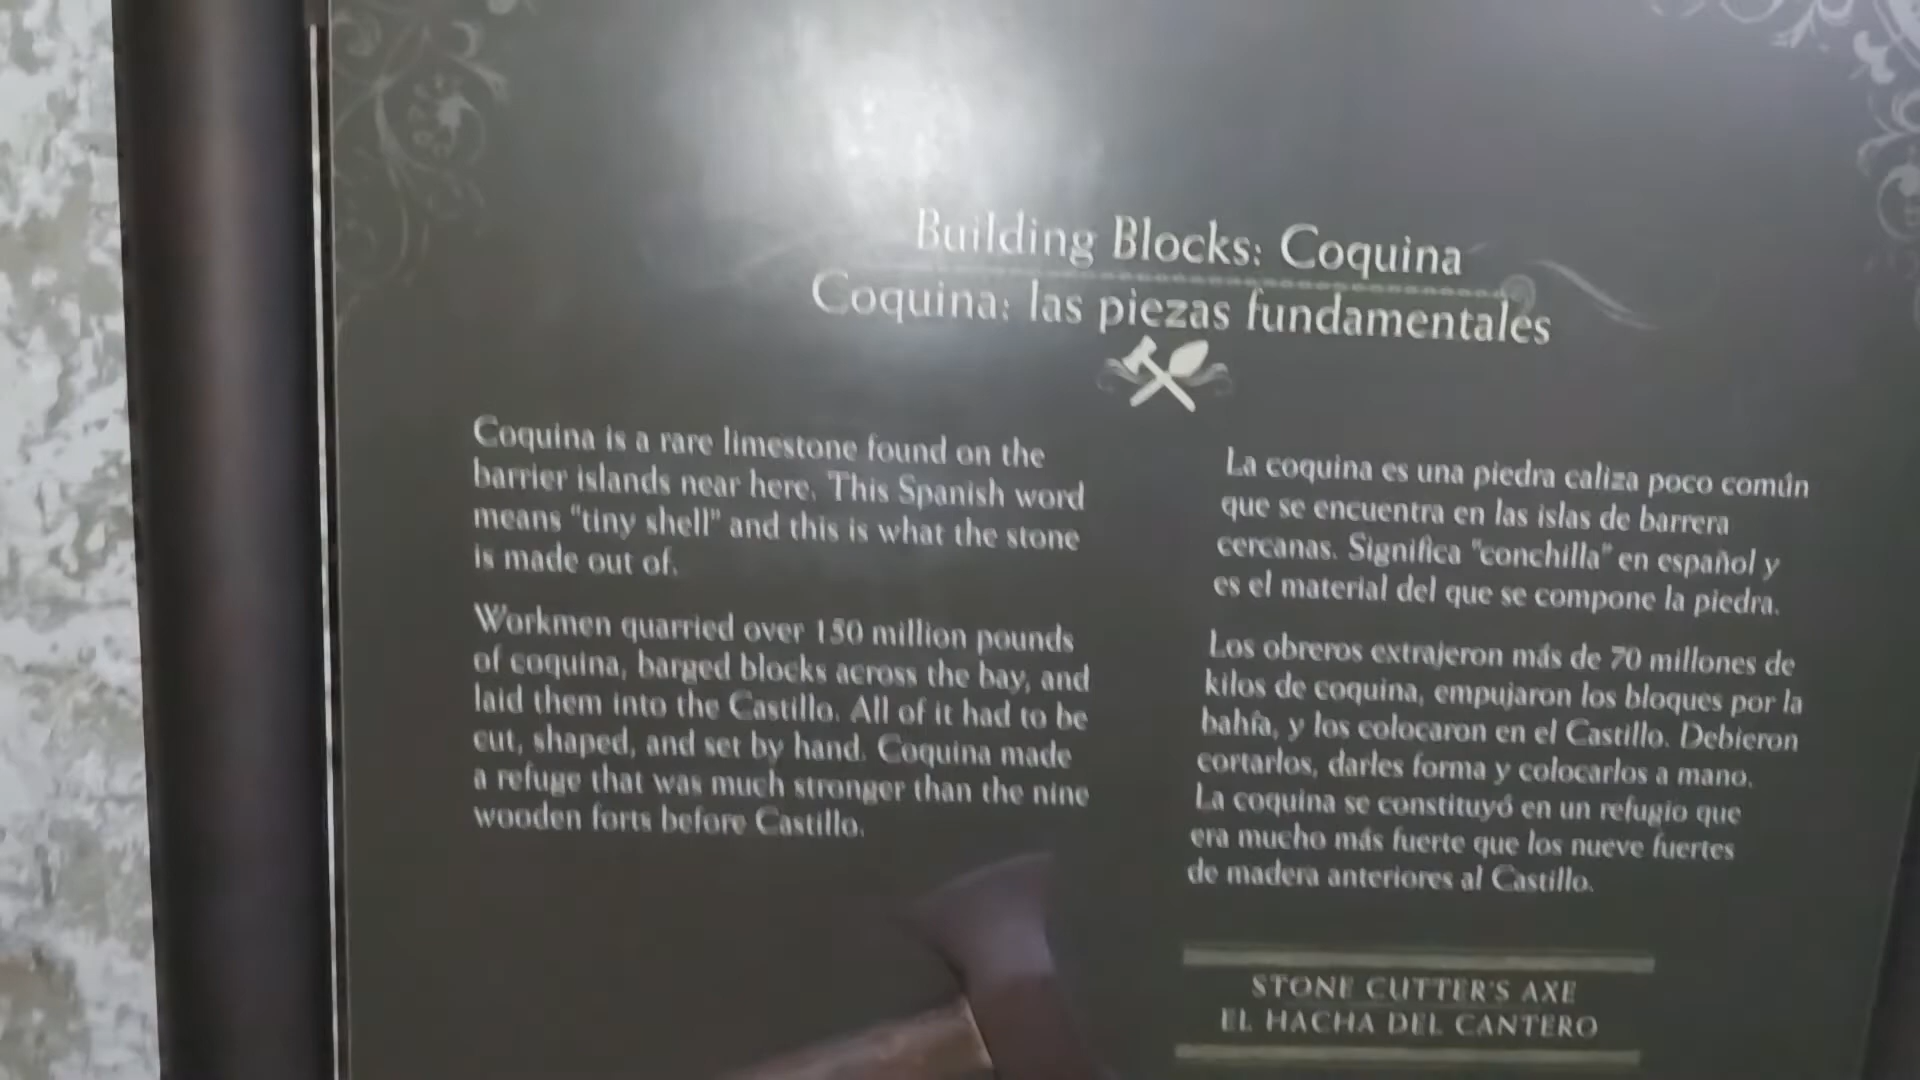 Building Blocks: Coquina
Coquina: las piezas fundamentales
Coquina is a rare limestone found on the
barrier islands near here. This Spanish word
means "tiny shell" and this is what the stone
is made out of.
Workmen quarried over 150 million pounds
of coquina, barged blocks across the bay, and
laid them into the Castillo. All of it had to be
cut, shaped, and set by hand. Coquina made
a refuge that was much stronger than the nine
wooden forts before Castillo.
La coquina es una piedra caliza poco común
que se encuentra en las islas de barrera
cercanas. Significa "conchilla" en español y
es el material del que se compone la piedra.
Los obreros extrajeron más de 70 millones de
kilos de coquina, empujaron los bloques por la
bahía, y los colocaron en el Castillo. Debieron
cortarlos, darles forma y colocarlos a mano.
La coquina se constituyó en un refugio que
era mucho más fuerte que los nueve fuertes
de madera anteriores al Castillo.
STONE CUTTER'S AXE
EL HACHA DEL CANTERO